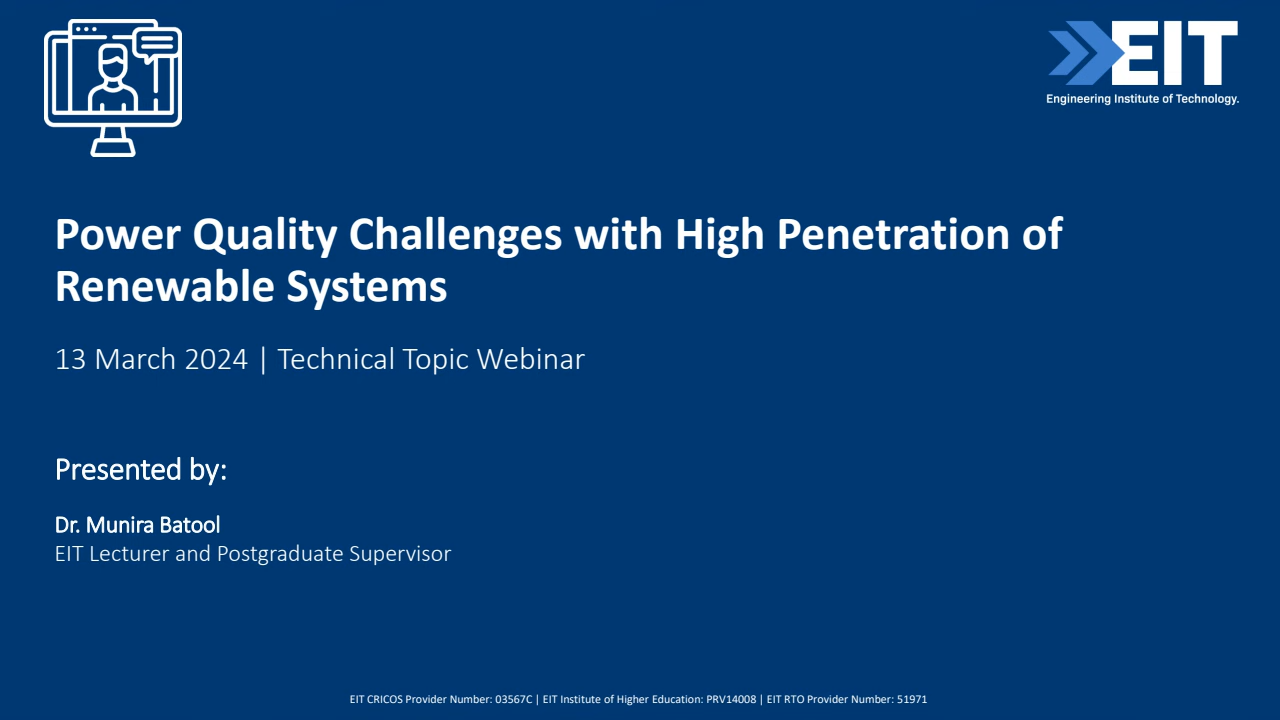 EIT
Engineering Institute of Technology.
Power Quality Challenges with High Penetration of
Renewable Systems
13 March 2024 | Technical Topic Webinar
Presented by:
Dr. Munira Batool
EIT Lecturer and Postgraduate Supervisor
EIT CRICOS Provider Number: 03567C | EIT Institute of Higher Education: PRV14008 | EIT RTO Provider Number: 51971